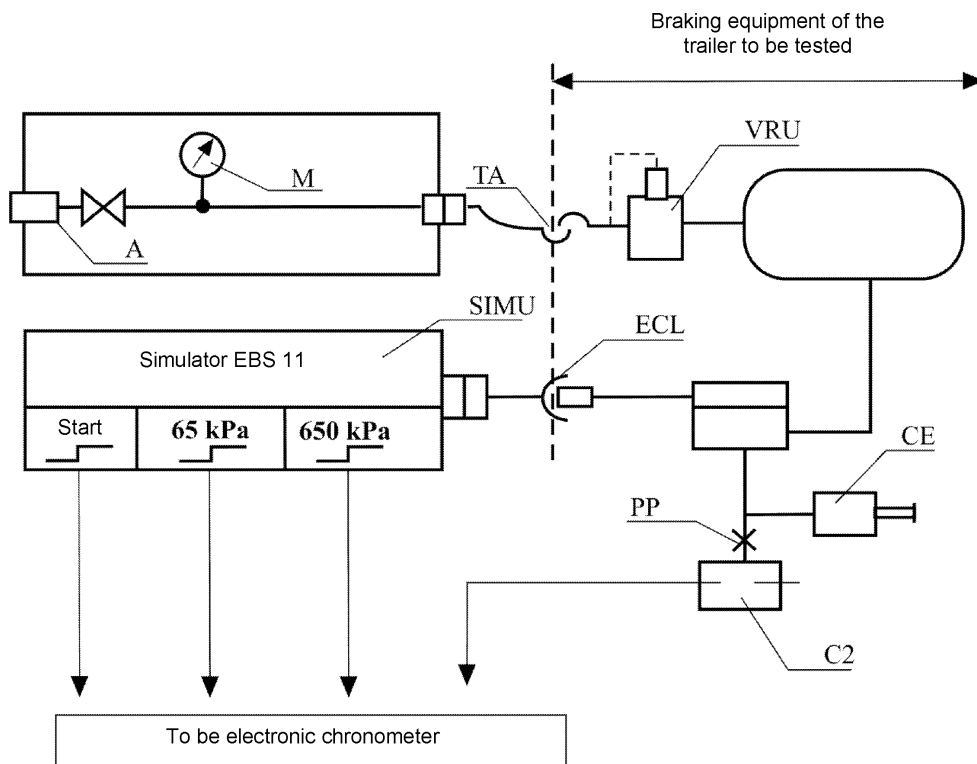 Braking equipment of the
trailer to be tested
VRU
M
TA
A
SIMU
ECL
Simulator EBS 11
Start
65 kPa
650 kPa
CE
PP
C2
To be electronic chronometer